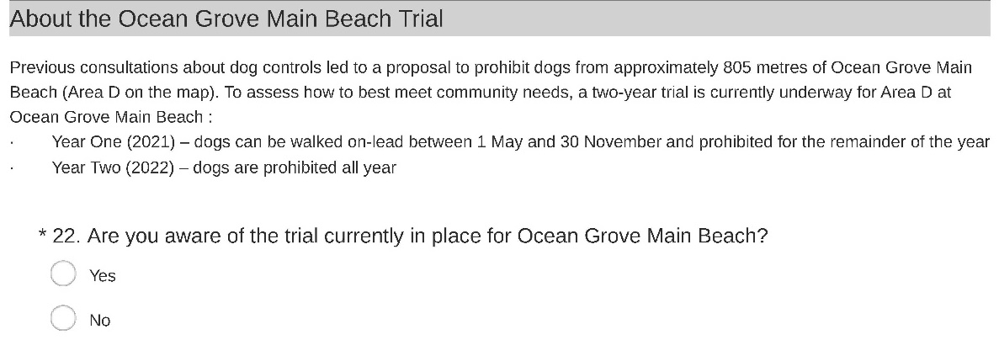 About the Ocean Grove Main Beach Trial
Previous consultations about dog controls led to a proposal to prohibit dogs from approximately 805 metres of Ocean Grove Main
Beach (Area D on the map). To assess how to best meet community needs, a two-year trial is currently underway for Area D at
Ocean Grove Main Beach :
· Year One (2021) – dogs can be walked on-lead between 1 May and 30 November and prohibited for the remainder of the year
· Year Two (2022) – dogs are prohibited all year
* 22. Are you aware of the trial currently in place for Ocean Grove Main Beach?
Yes
No